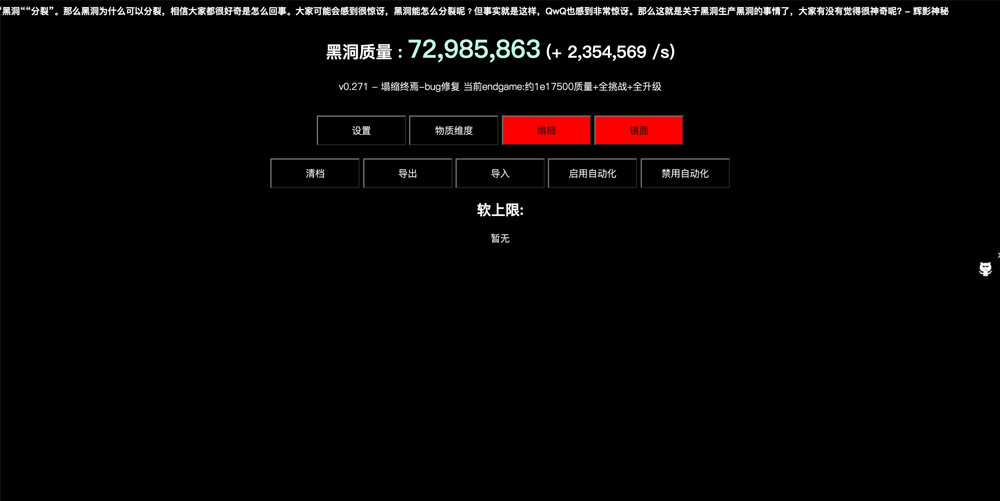 “黑洞““分裂”。那么黑洞为什么可以分裂，相信大家都很好奇是怎么回事。大家可能会感到很惊讶，黑洞能怎么分裂呢？但事实就是这样，QwQ也感到非常惊讶。那么这就是关于黑洞生产黑洞的事情了，大家有没有觉得很神奇呢? - 辉影神秘
黑洞质量 : 72,985,863 (+ 2,354,569 /s)
v0.271 - 塌缩终焉-bug修复 当前endgame:约1e17500质量+全挑战+全升级
设置 物质维度 塌缩 镜面
清档 导出 导入 启用自动化 禁用自动化
软上限:
暂无